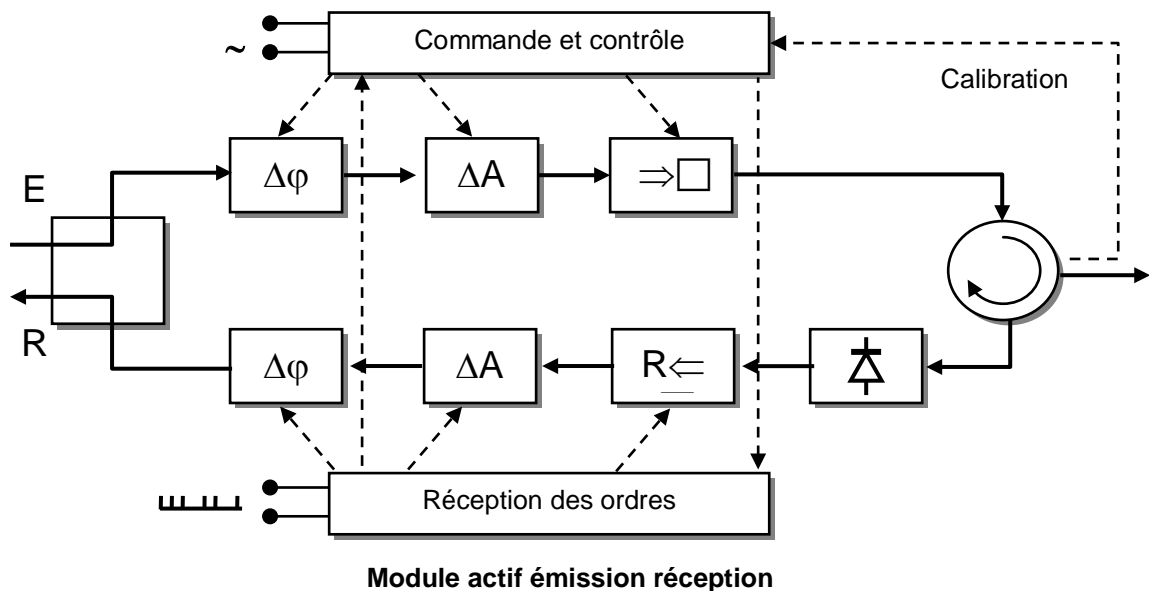 Commande et contrôle
~
Calibration
E
Δφ
ΔA
⇒□
R
Δφ
ΔA
R⇐
Réception des ordres
Module actif émission réception